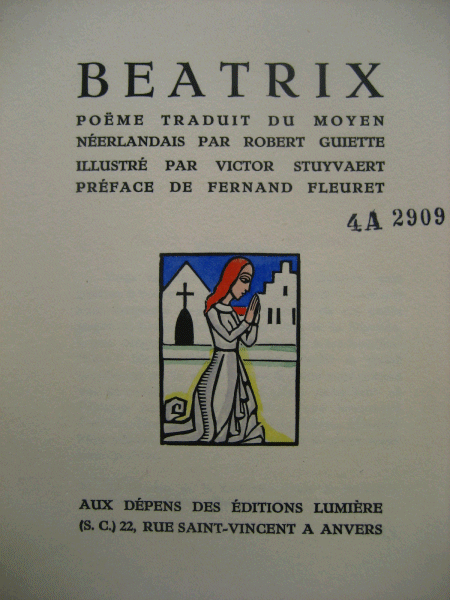 BEATRIX
POËME TRADUIT DU MOYEN
NÉERLANDAIS PAR ROBERT GUIETTE
ILLUSTRÉ PAR VICTOR STUYVAERT
PRÉFACE DE FERNAND FLEURET
4A 2909
AUX DÉPENS DES ÉDITIONS LUMIÈRE
(S. C.) 22, RUE SAINT-VINCENT A ANVERS